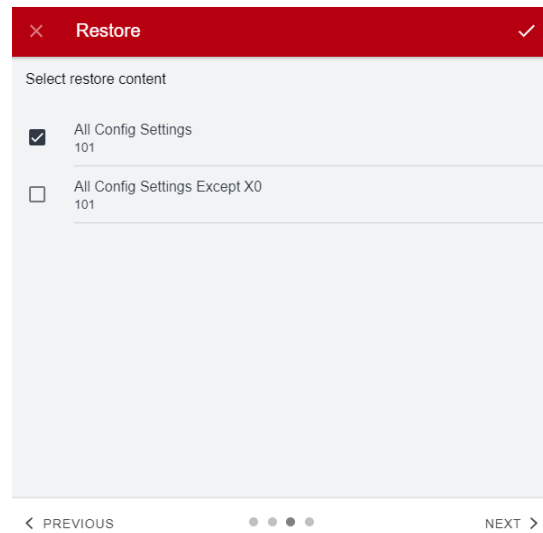 Restore
Select restore content
All Config Settings
101
All Config Settings Except X0
101
PREVIOUS
NEXT